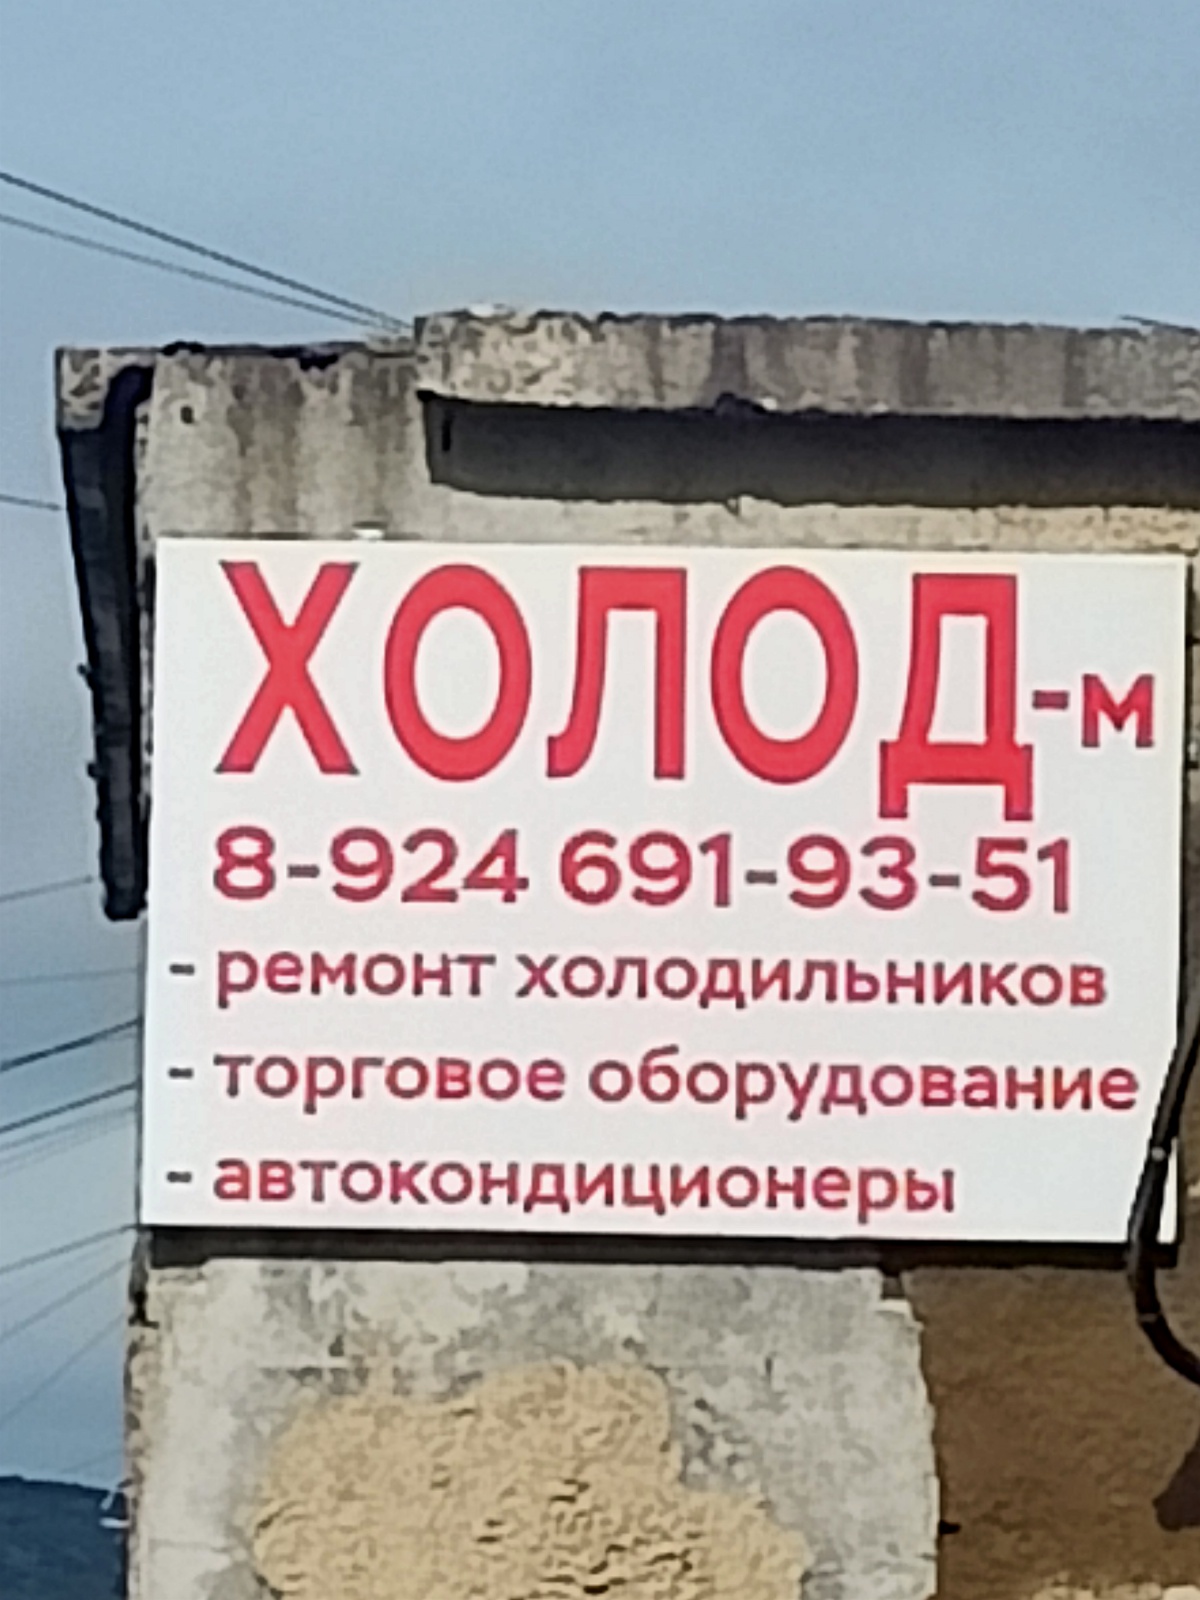 ХОЛОД-м
8-924 691-93-51
- ремонт холодильников
- торговое оборудование
- автокондиционеры